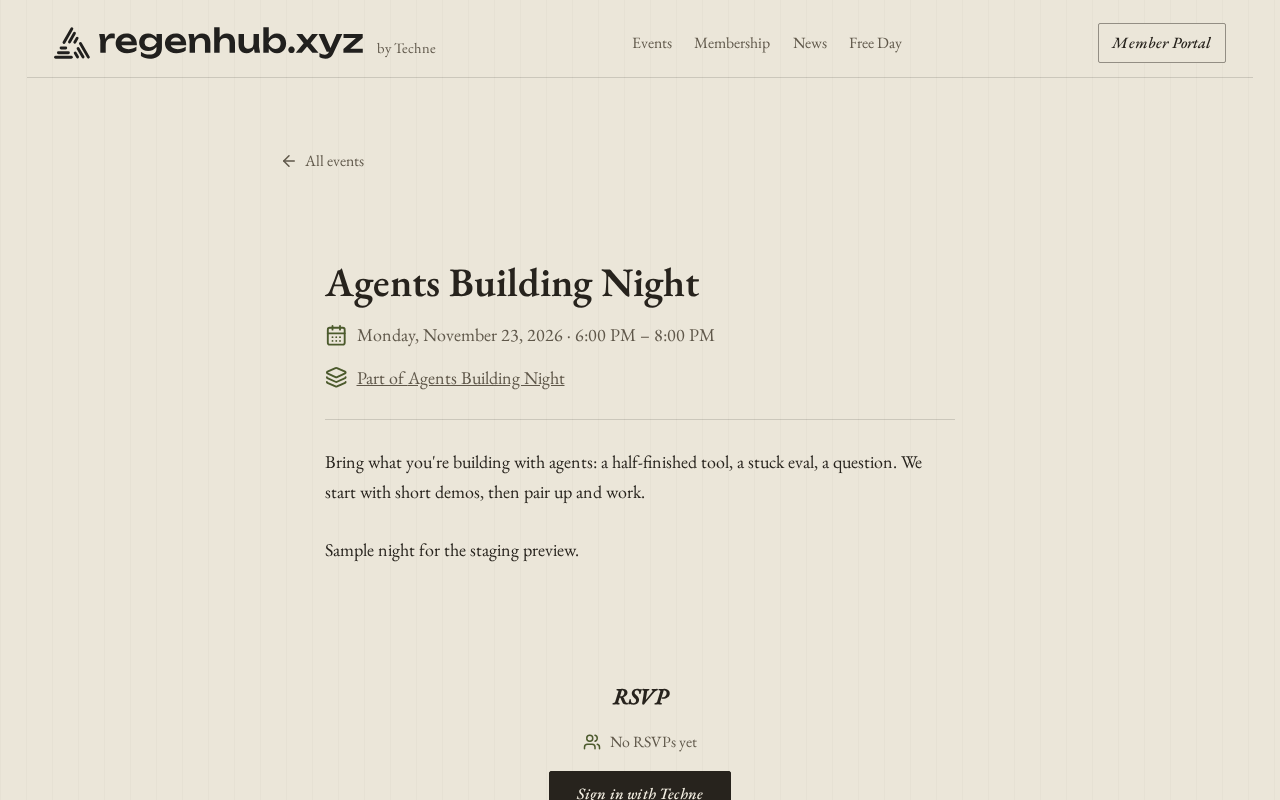 regenhub.xyz by Techne
Events Membership News Free Day
Member Portal
All events
Agents Building Night
Monday, November 23, 2026 · 6:00 PM – 8:00 PM
Part of Agents Building Night
Bring what you're building with agents: a half-finished tool, a stuck eval, a question. We
start with short demos, then pair up and work.
Sample night for the staging preview.
RSVP
No RSVPs yet
Sign in with Techne